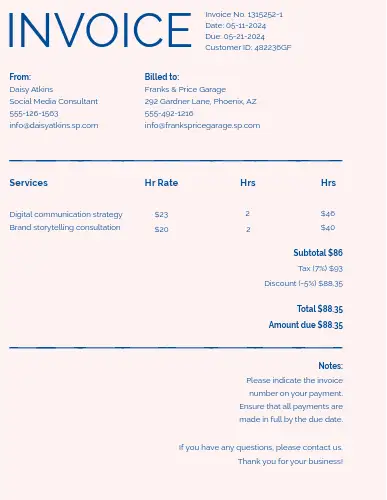 INVOICE
Invoice No. 1315252-1
Date: 05-11-2024
Due: 05-21-2024
Customer ID: 482236GF
From:
Daisy Atkins
Social Media Consultant
555-126-1563
info@daisyatkins.sp.com
Billed to:
Franks & Price Garage
292 Gardner Lane, Phoenix, AZ
555-492-1216
info@frankspricegarage.sp.com
Services Hr Rate Hrs Hrs
Digital communication strategy $23 2 $46
Brand storytelling consultation $20 2 $40
Subtotal $86
Tax (7%) $93
Discount (-5%) $88.35
Total $88.35
Amount due $88.35
Notes:
Please indicate the invoice
number on your payment.
Ensure that all payments are
made in full by the due date.
If you have any questions, please contact us.
Thank you for your business!